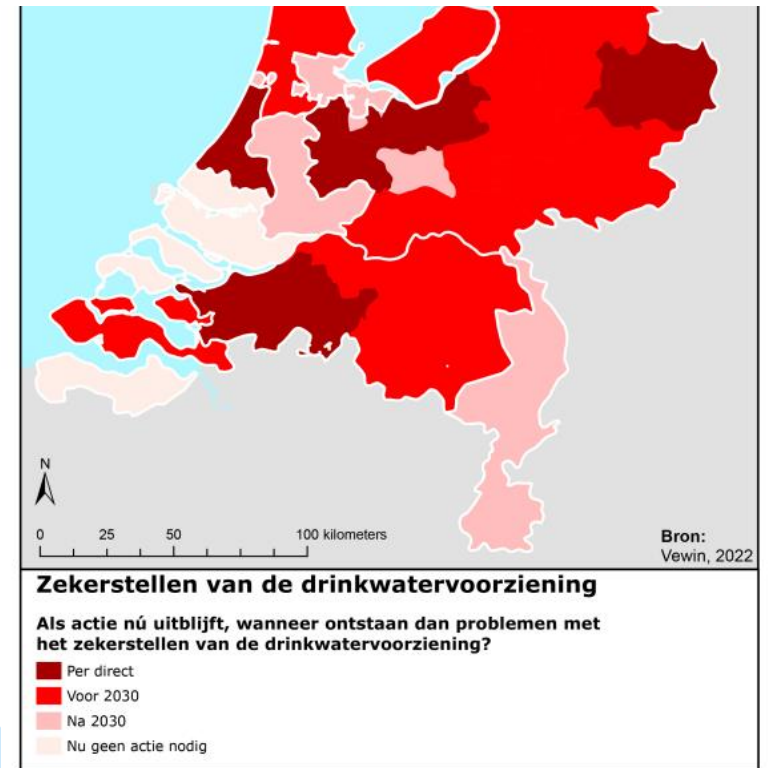 N
0 25 50 100 kilometers
Bron:
Vewin, 2022
Zekerstellen van de drinkwatervoorziening
Als actie nú uitblijft, wanneer ontstaan dan problemen met
het zekerstellen van de drinkwatervoorziening?
Per direct
Voor 2030
Na 2030
Nu geen actie nodig